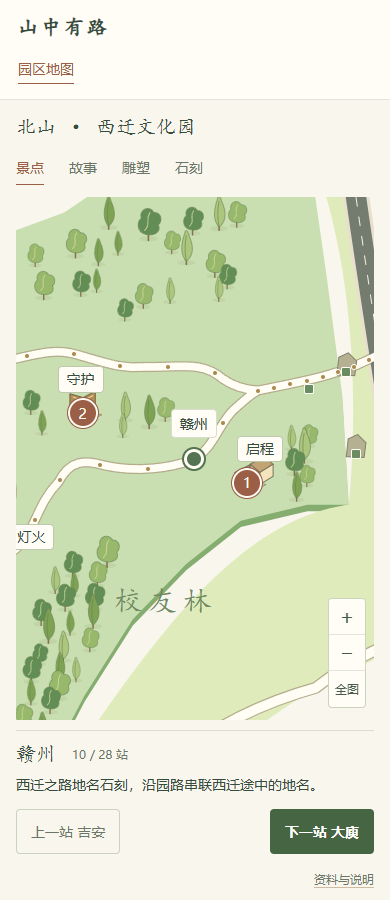 山中有路
园区地图
北山 • 西迁文化园
景点 故事 雕塑 石刻
守护
2
赣州
启程
1
灯火
校友林
+
−
全图
赣州 10 / 28 站
西迁之路地名石刻，沿园路串联西迁途中的地名。
上一站 吉安 下一站 大庾
资料与说明